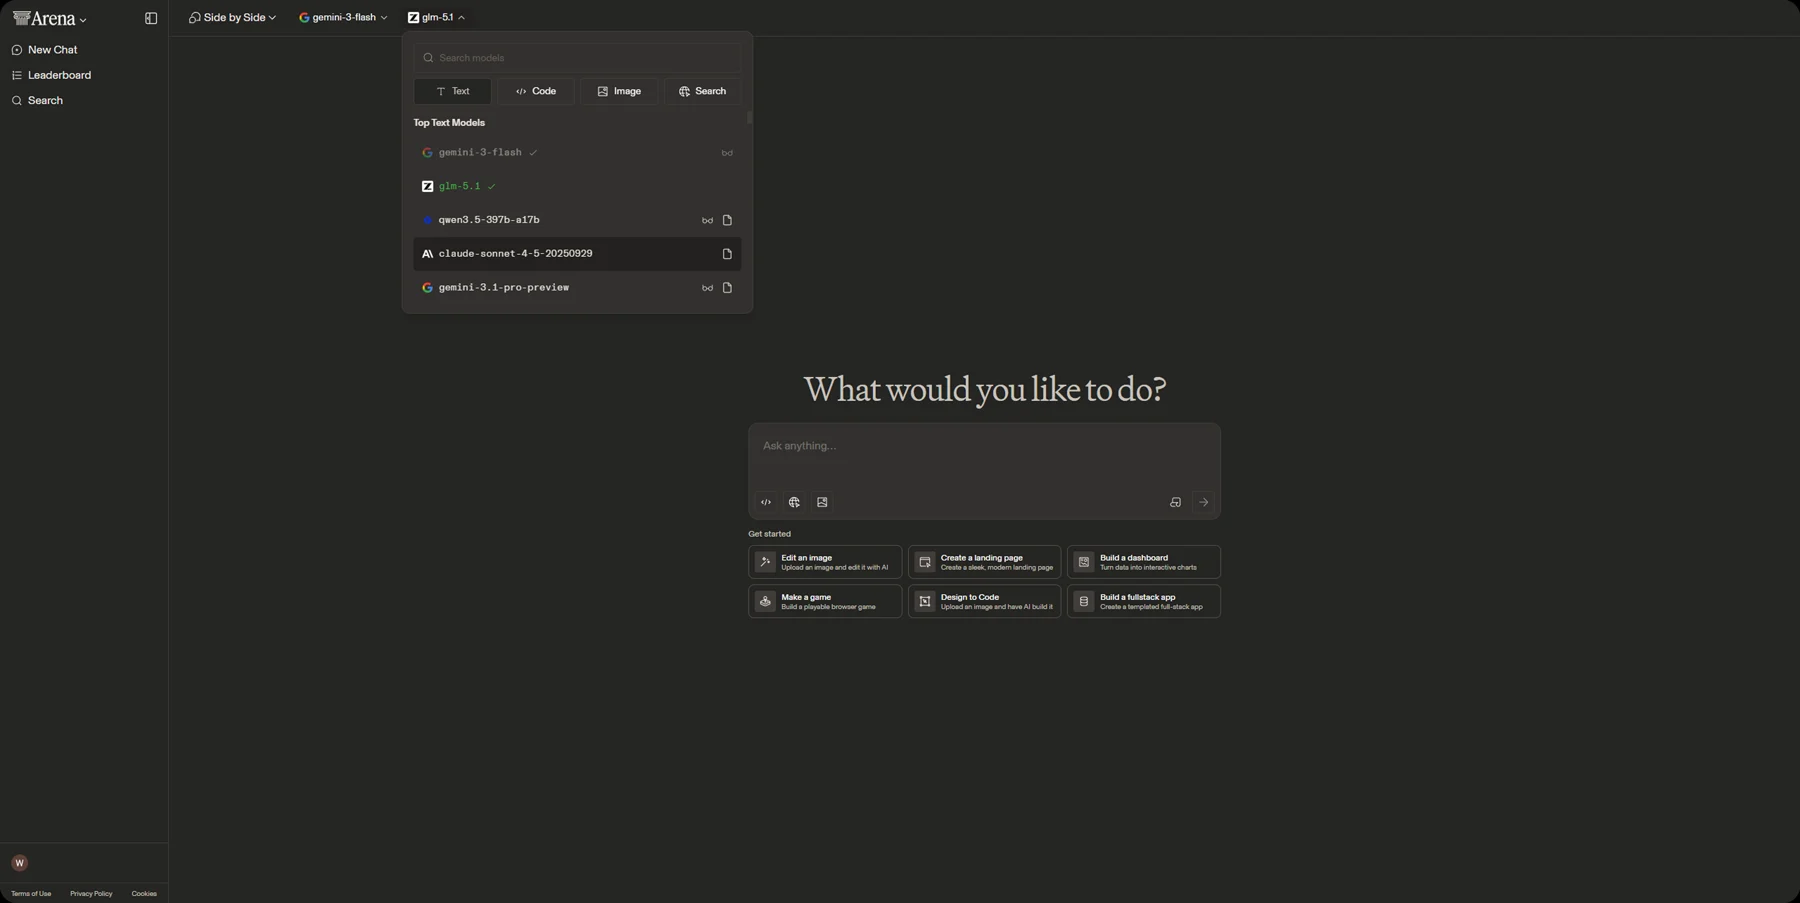 Arena
Side by Side
gemini-3-flash
glm-5.1
New Chat
Leaderboard
Search
Search models
Text
Code
Image
Search
Top Text Models
gemini-3-flash
glm-5.1
qwen3.5-397b-a17b
claude-sonnet-4-5-20250929
gemini-3.1-pro-preview
What would you like to do?
Ask anything...
Get started
Edit an image
Upload an image and edit it with AI
Create a landing page
Create a sleek, modern landing page
Build a dashboard
Turn data into interactive charts
Make a game
Build a playable browser game
Design to Code
Upload an image and have AI build it
Build a fullstack app
Create a templated full-stack app
W
Terms of Use
Privacy Policy
Cookies